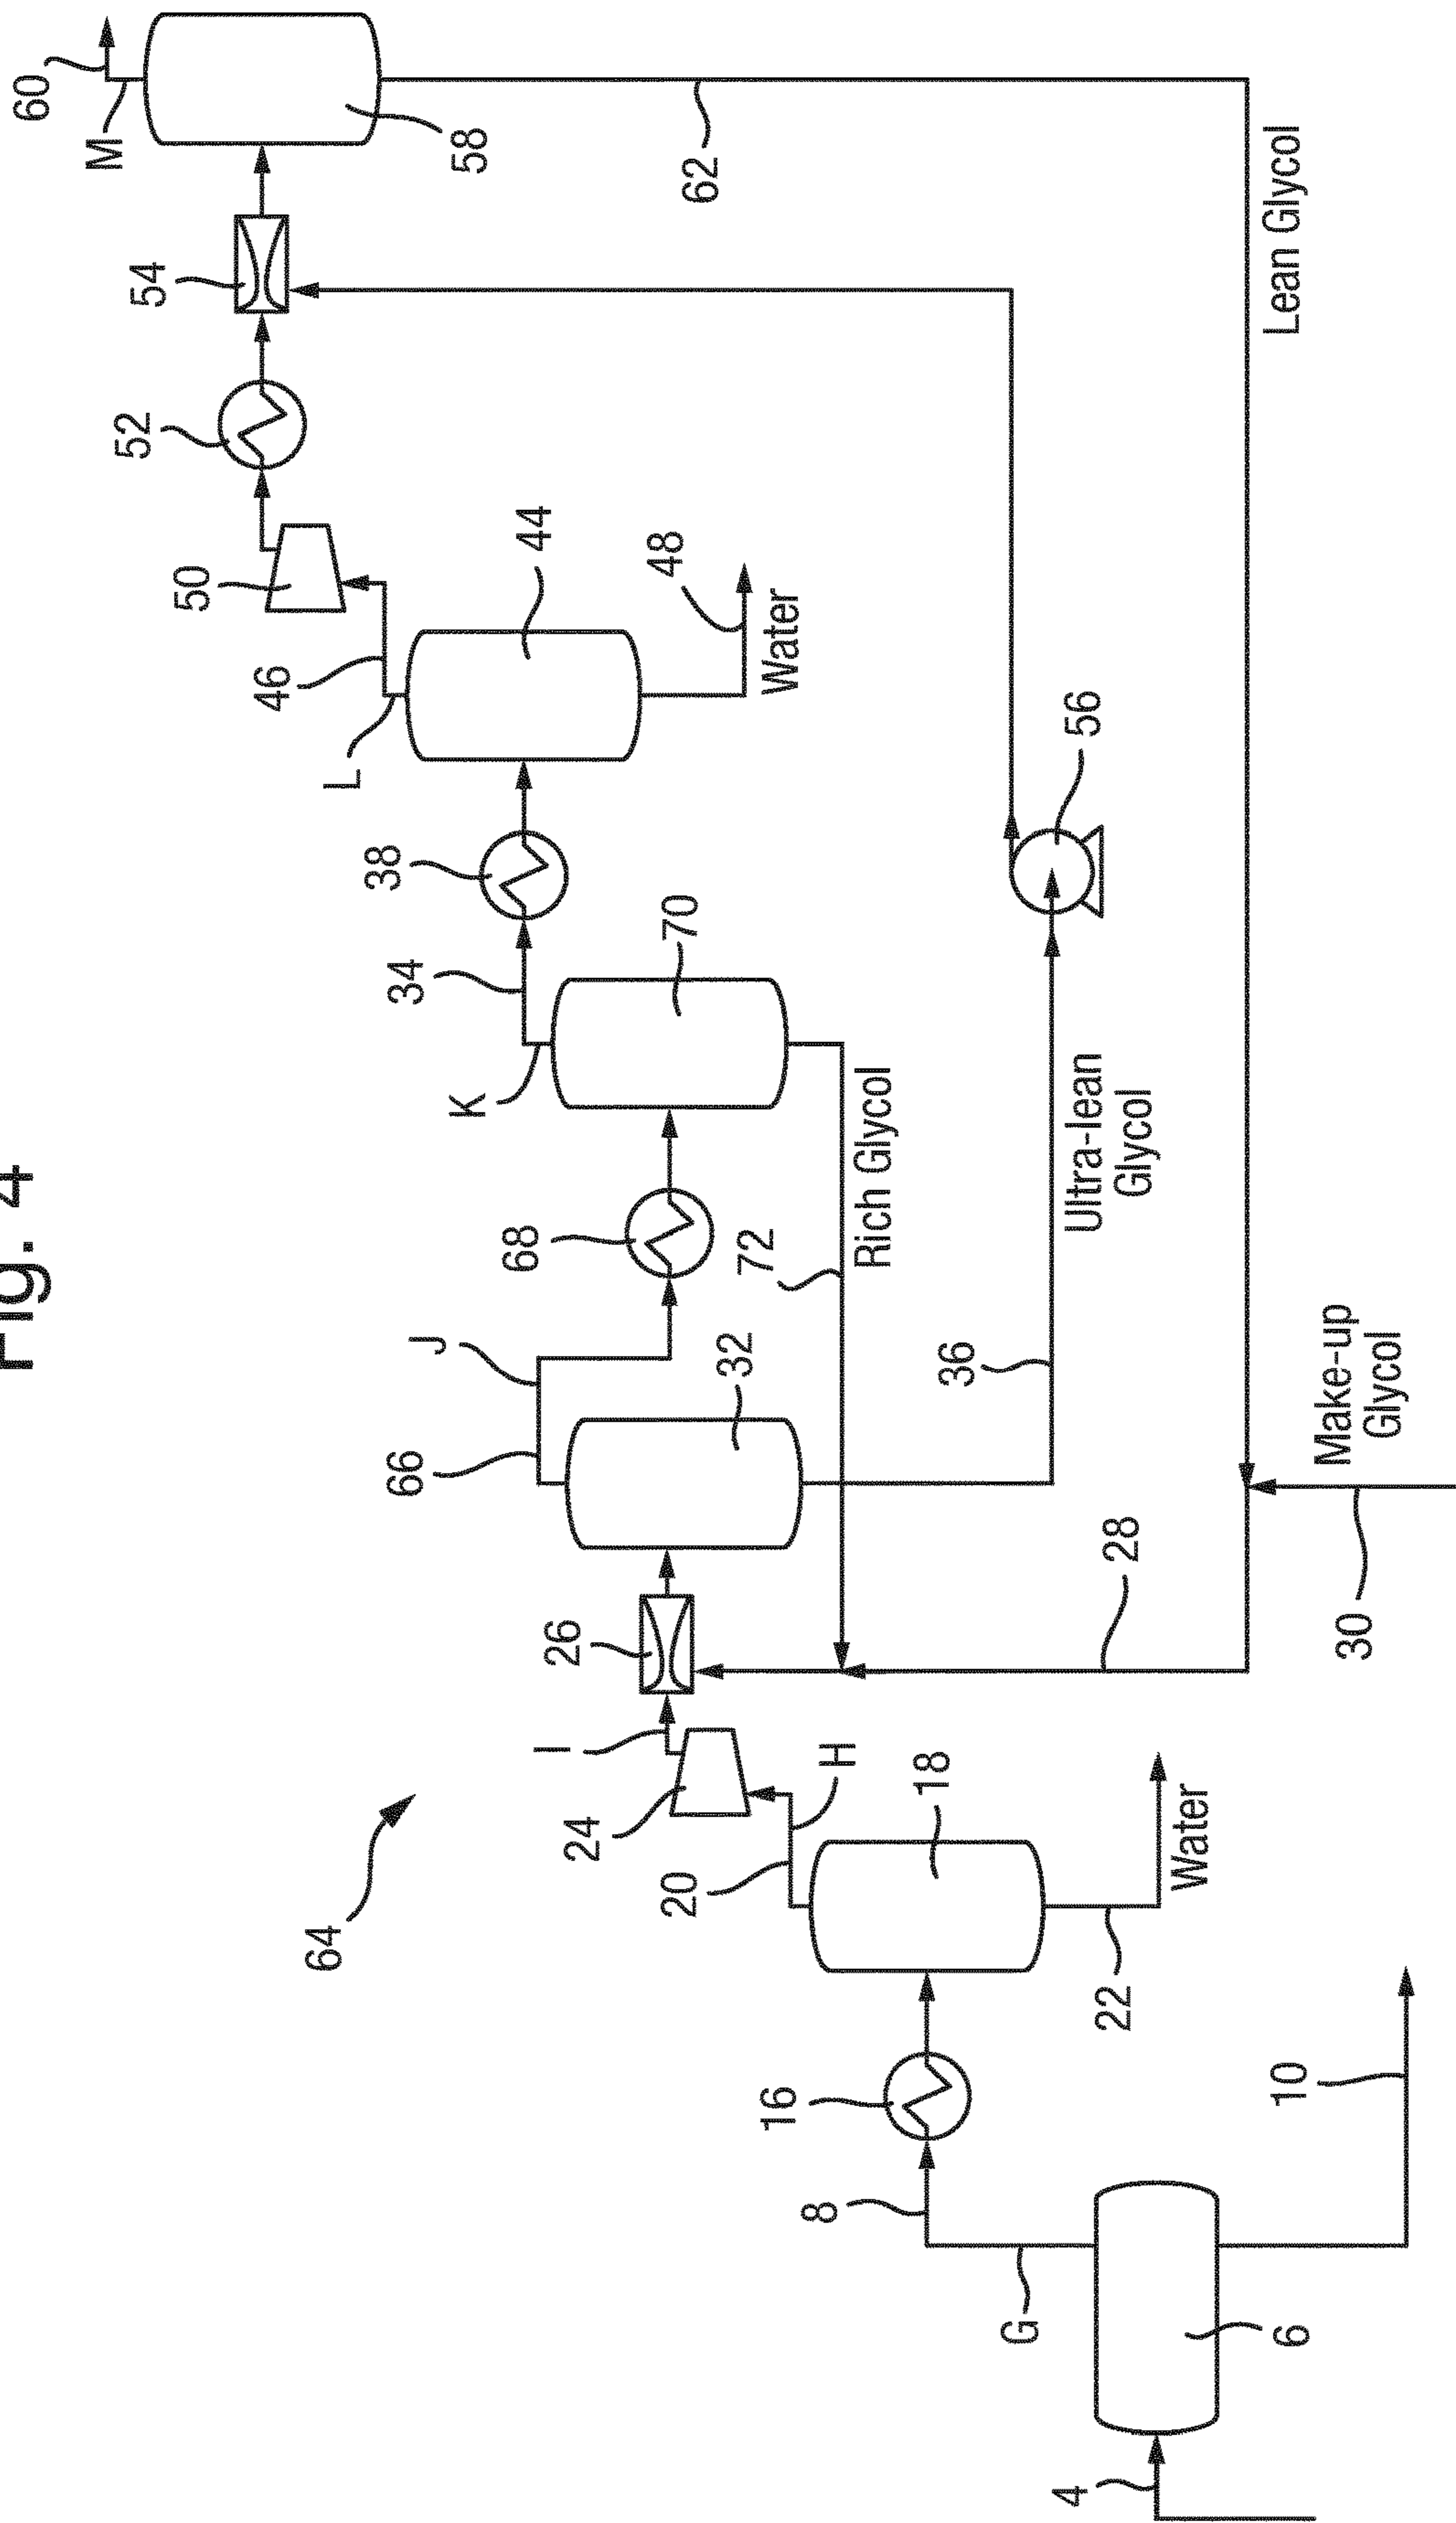 Fig. 4
64
60
M
58
54
52
50
46
L
44
48
Water
62
38
34
K
70
68
J
66
32
72
Rich Glycol
56
36
Ultra-lean
Glycol
Lean Glycol
26
I
24
H
20
18
22
Water
28
30
Make-up
Glycol
16
8
G
10
6
4